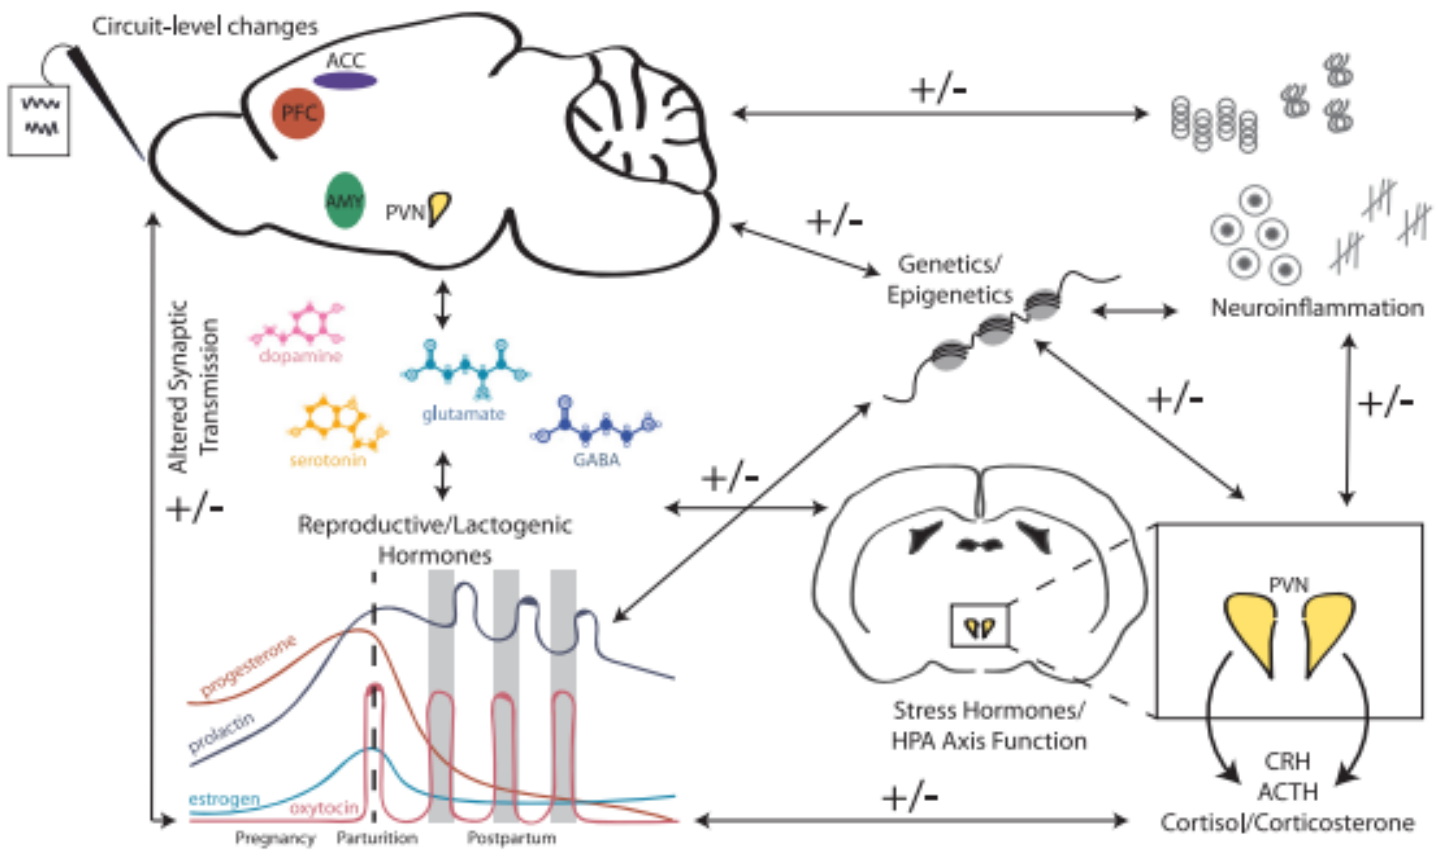 Circuit-level changes
ACC
PFC
AMY
PVN
+/-
+/-
Genetics/
Epigenetics
Neuroinflammation
dopamine
glutamate
serotonin
GABA
Altered Synaptic
Transmission
+/-
+/-
+/-
+/-
Reproductive/Lactogenic
Hormones
progesterone
prolactin
estrogen
oxytocin
Pregnancy
Parturition
Postpartum
PVN
Stress Hormones/
HPA Axis Function
+/-
CRH
ACTH
Cortisol/Corticosterone